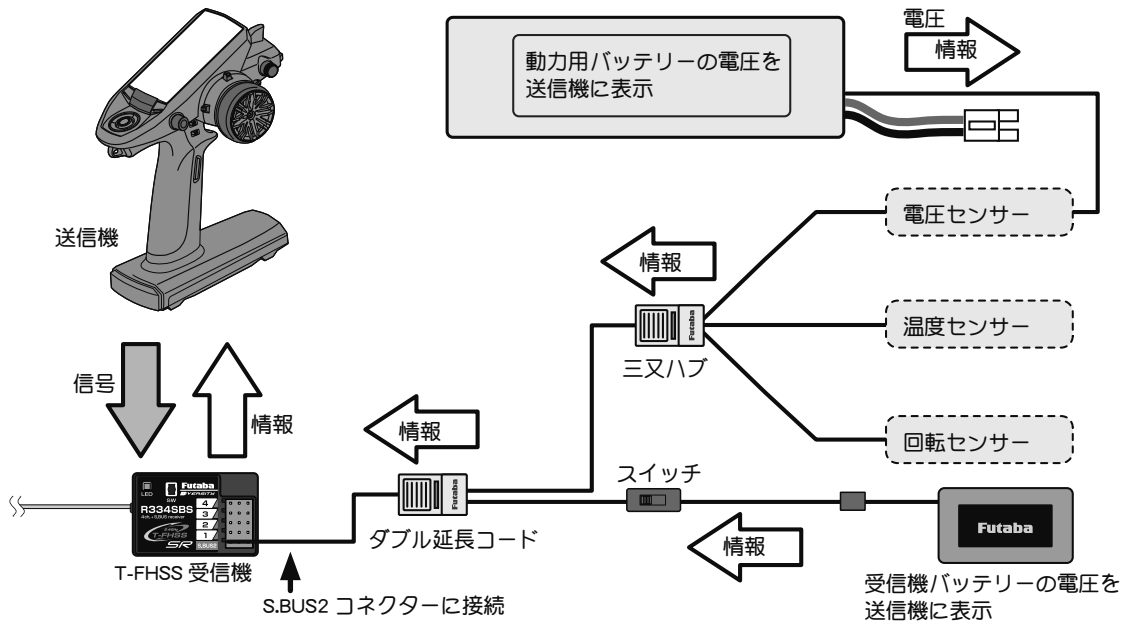 電圧
情報
動力用バッテリーの電圧を
送信機に表示
送信機
電圧センサー
情報
Futaba
三又ハブ
温度センサー
回転センサー
信号
情報
情報
Futaba
ダブル延長コード
スイッチ
LED
SW
Futaba
R334SBS
4ch.+S.BUS receiver
T-FHSS
SR
4
3
2
1
S.BUS2
T-FHSS 受信機
S.BUS2 コネクターに接続
情報
Futaba
受信機バッテリーの電圧を
送信機に表示